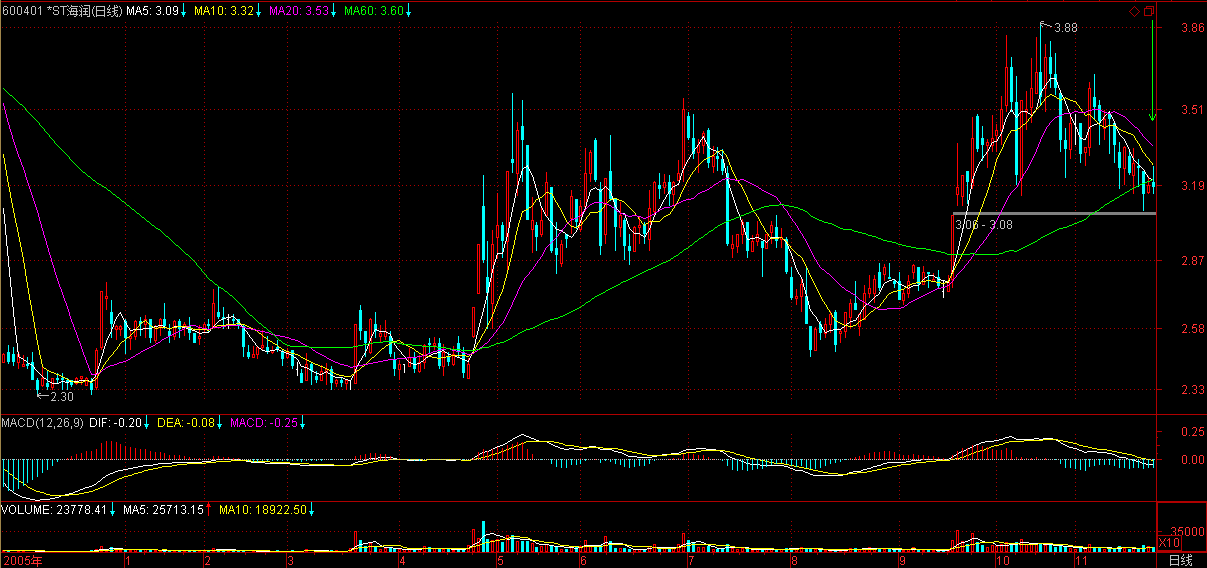 600401 *ST海润(日线) MA5: 3.09↓ MA10: 3.32↓ MA20: 3.53↓ MA60: 3.60↓
3.88
3.86
3.51
3.19
3.06 - 3.08
2.87
2.58
2.33
2.30
MACD(12,26,9) DIF: -0.20↓ DEA: -0.08↓ MACD: -0.25↓
0.25
0.00
VOLUME: 23778.41↓ MA5: 25713.15↑ MA10: 18922.50↓
35000
X10
2005年 1 2 3 4 5 6 7 8 9 10 11 日线